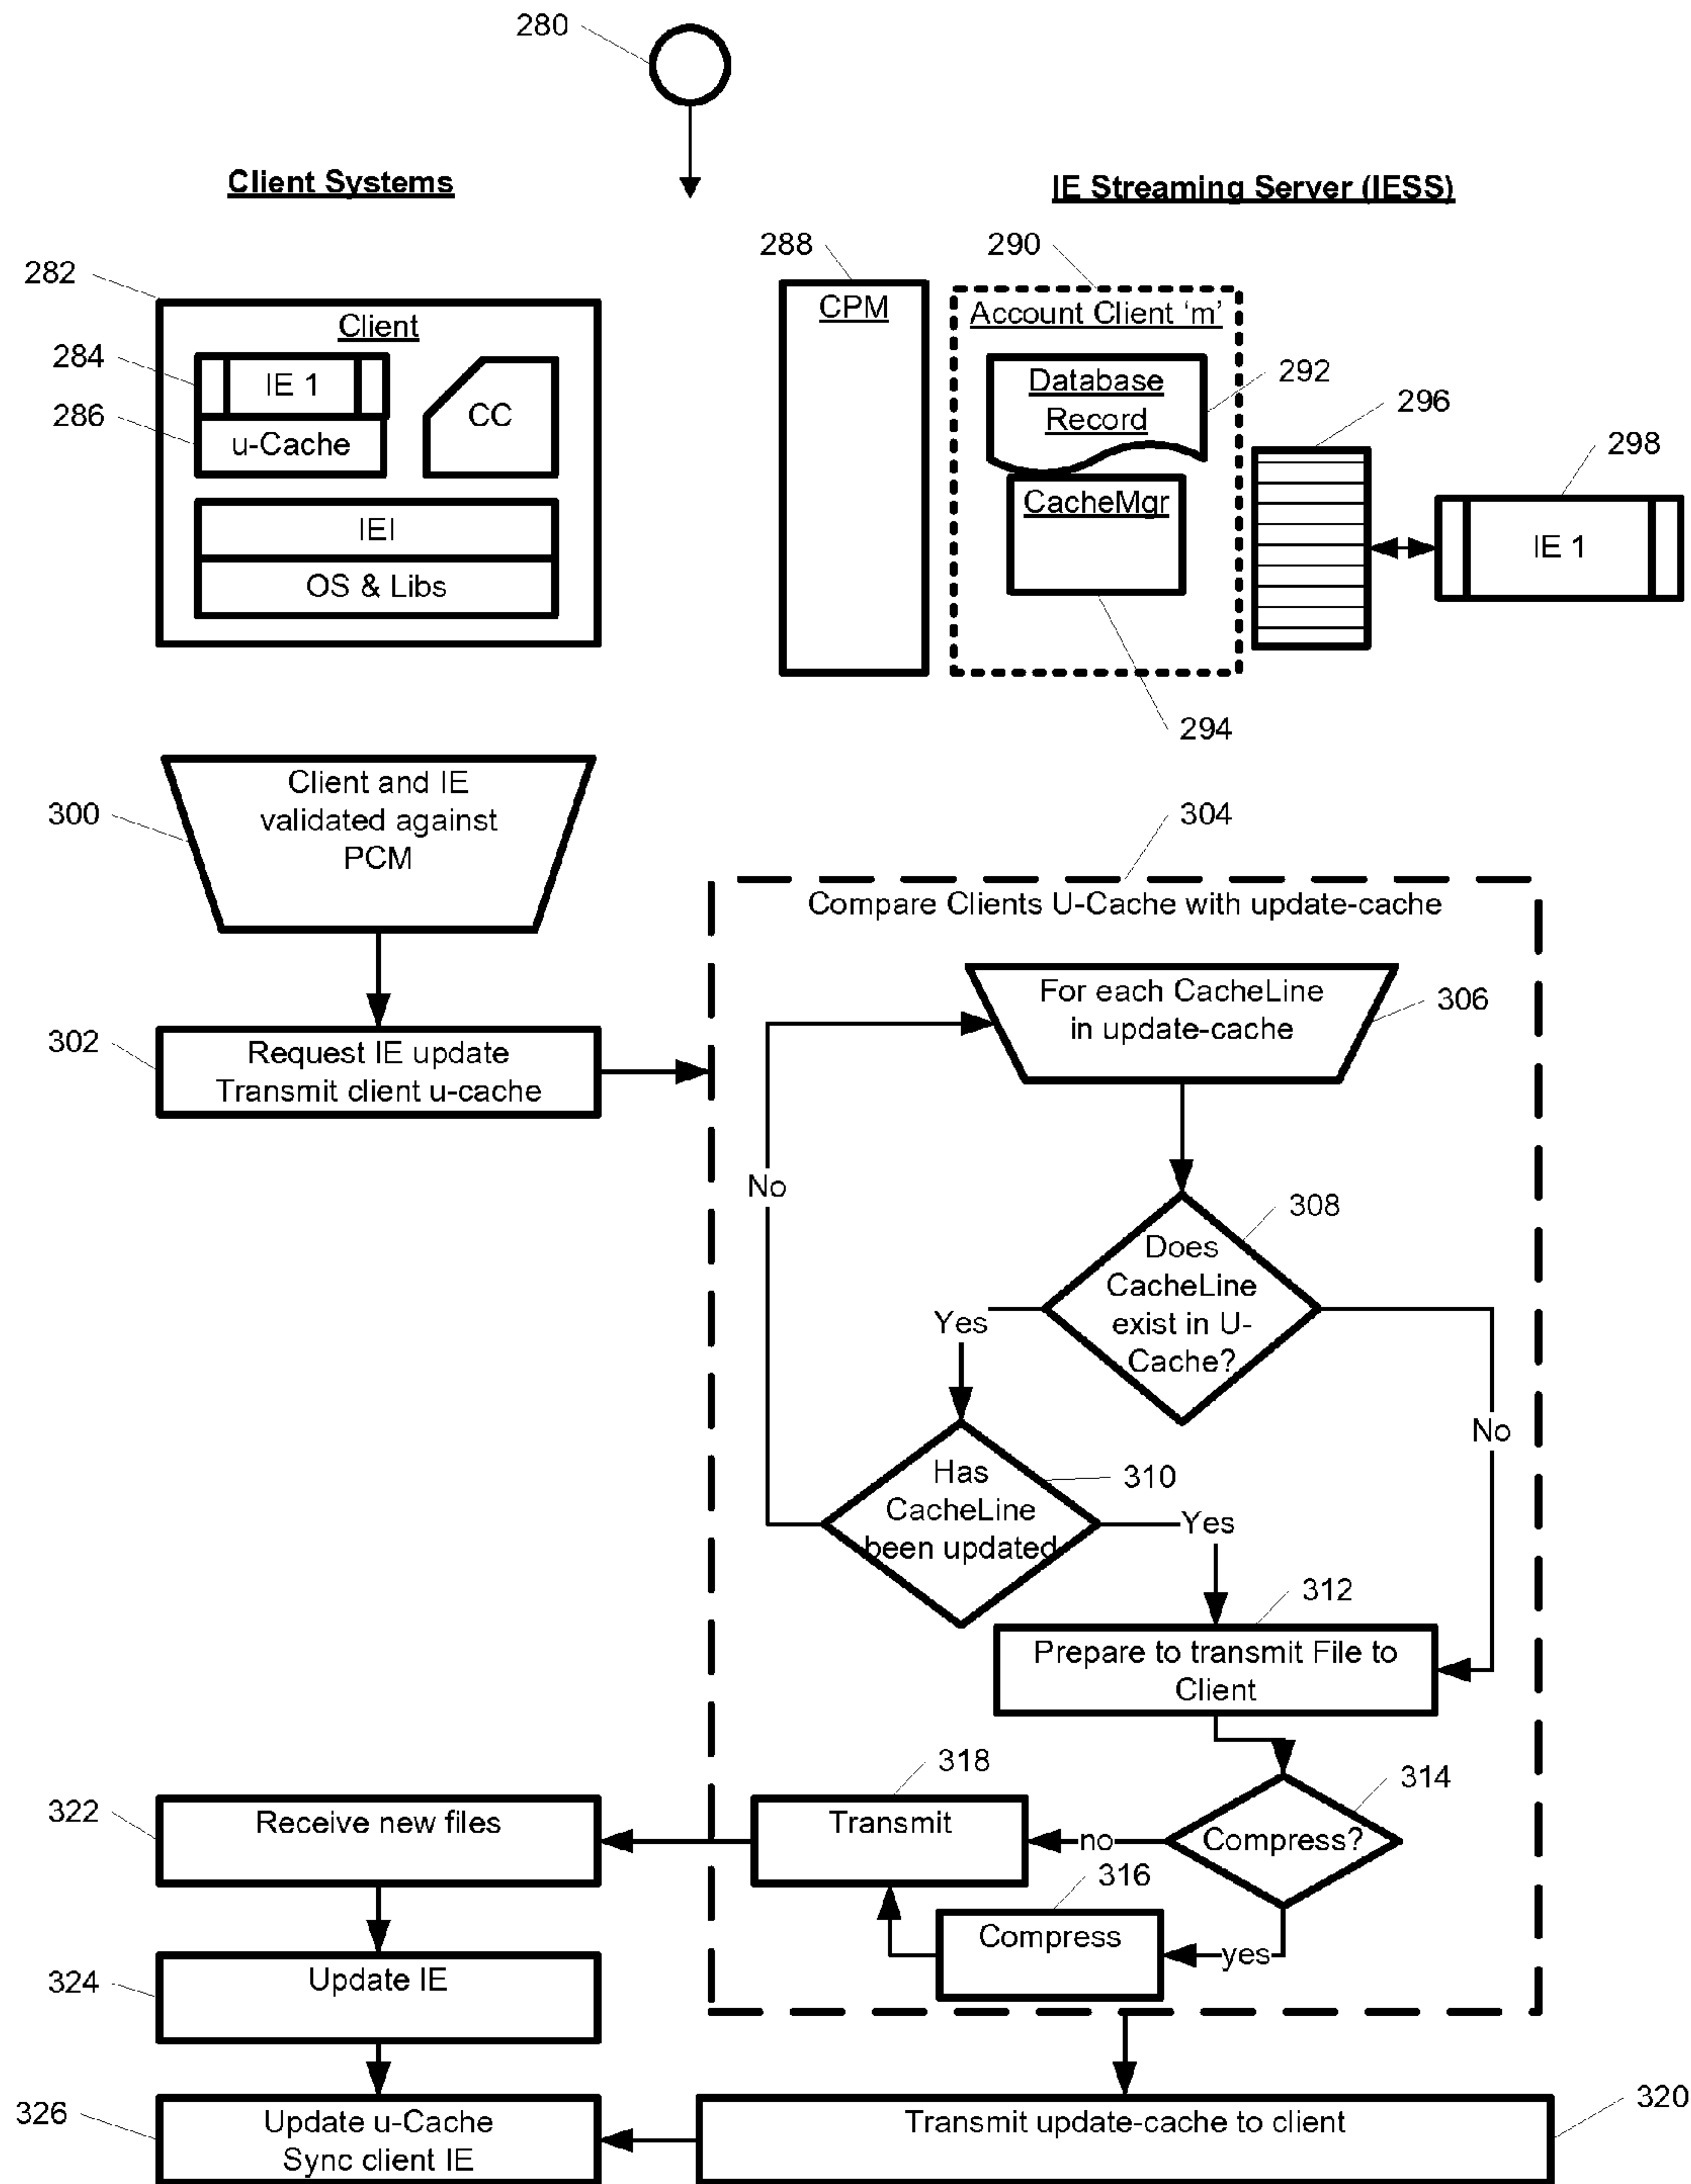 280
Client Systems
IE Streaming Server (IESS)
288
290
282
Client
CPM
Account Client ‘m’
284
IE 1
CC
Database
Record
292
296
286
u-Cache
298
CacheMgr
IEI
IE 1
OS & Libs
294
300
Client and IE
validated against
PCM
304
Compare Clients U-Cache with update-cache
For each CacheLine
in update-cache
306
302
Request IE update
Transmit client u-cache
No
308
Does
CacheLine
exist in U-
Cache?
Yes
No
Has
CacheLine
been updated
310
Yes
312
Prepare to transmit File to
Client
318
314
322
Receive new files
Transmit
no
Compress?
316
Compress
yes
324
Update IE
320
326
Update u-Cache
Sync client IE
Transmit update-cache to client